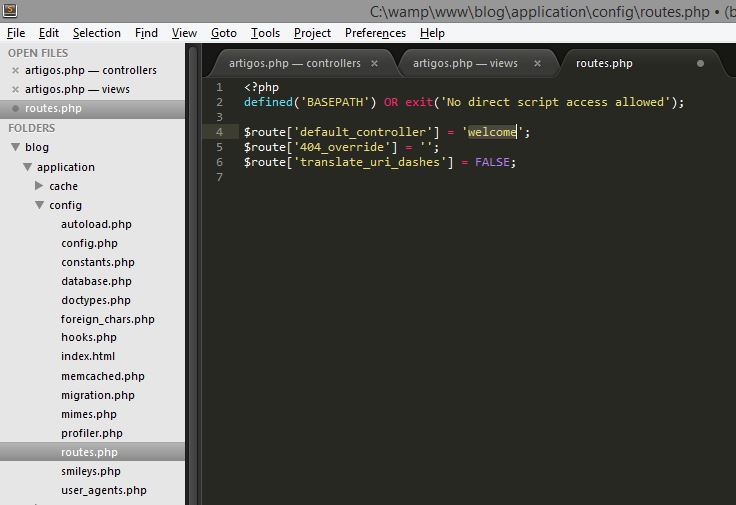 C:\wamp\www\blog\application\config\routes.php • (b
File Edit Selection Find View Goto Tools Project Preferences Help
OPEN FILES
artigos.php — controllers
artigos.php — views
routes.php
FOLDERS
blog
application
cache
config
autoload.php
config.php
constants.php
database.php
doctypes.php
foreign_chars.php
hooks.php
index.html
memcached.php
migration.php
mimes.php
profiler.php
routes.php
smileys.php
user_agents.php
artigos.php — controllers × artigos.php — views × routes.php
1 <?php
2 defined('BASEPATH') OR exit('No direct script access allowed');
3
4 $route['default_controller'] = 'welcome';
5 $route['404_override'] = '';
6 $route['translate_uri_dashes'] = FALSE;
7